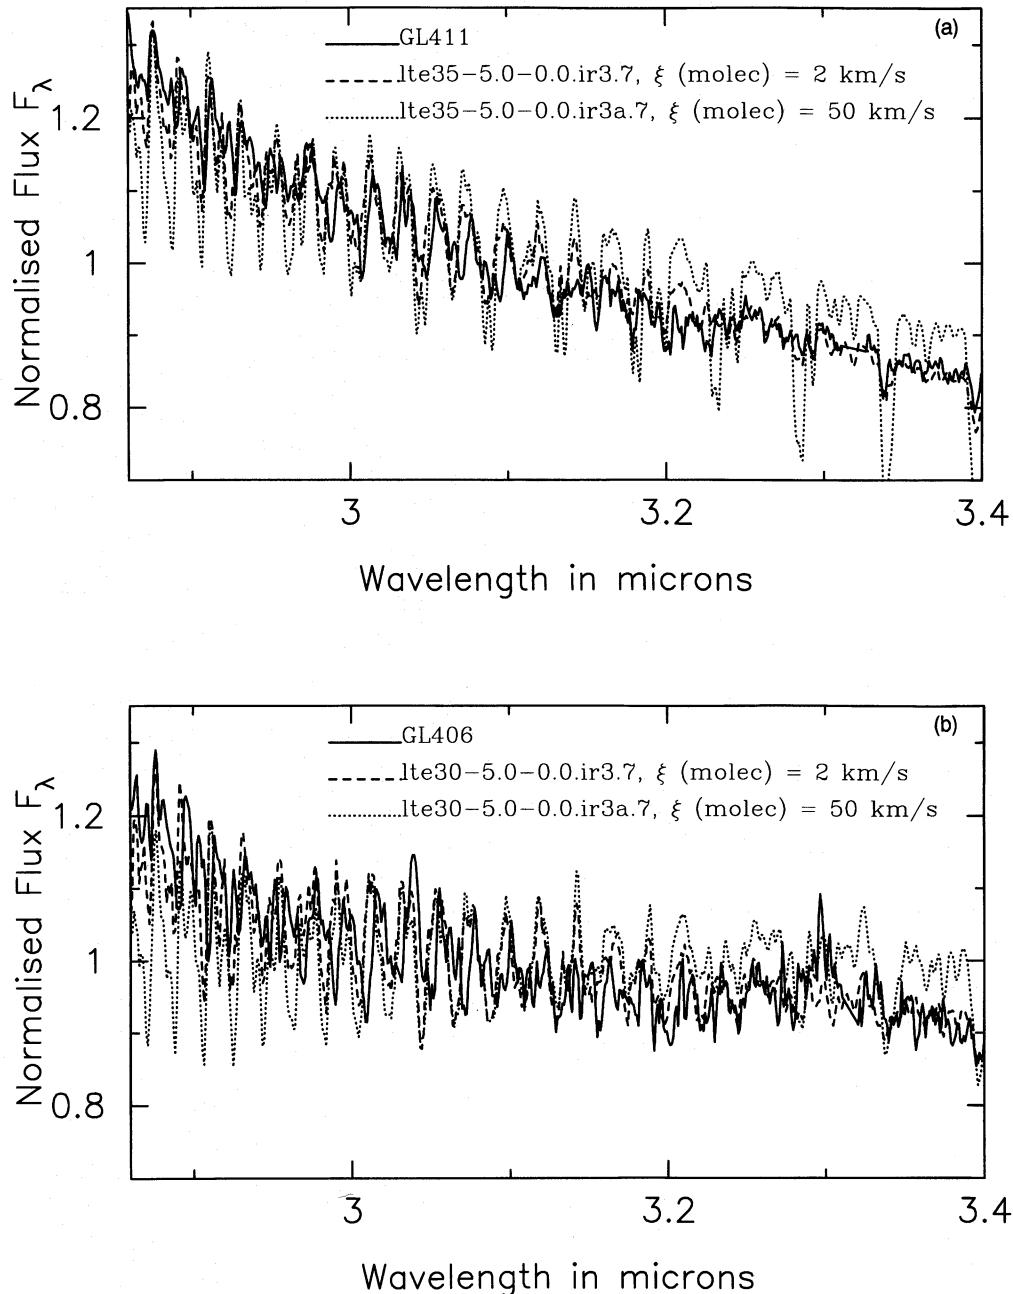 (a)
GL411
lte35-5.0-0.0.ir3.7, ξ (molec) = 2 km/s
lte35-5.0-0.0.ir3a.7, ξ (molec) = 50 km/s
Normalised Flux Fλ
1.2
1
0.8
3
3.2
3.4
Wavelength in microns
(b)
GL406
lte30-5.0-0.0.ir3.7, ξ (molec) = 2 km/s
lte30-5.0-0.0.ir3a.7, ξ (molec) = 50 km/s
Normalised Flux Fλ
1.2
1
0.8
3
3.2
3.4
Wavelength in microns